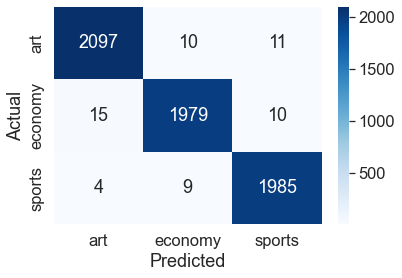 art 2097 10 11
economy 15 1979 10
sports 4 9 1985
Actual
art economy sports
Predicted
2000
1500
1000
500